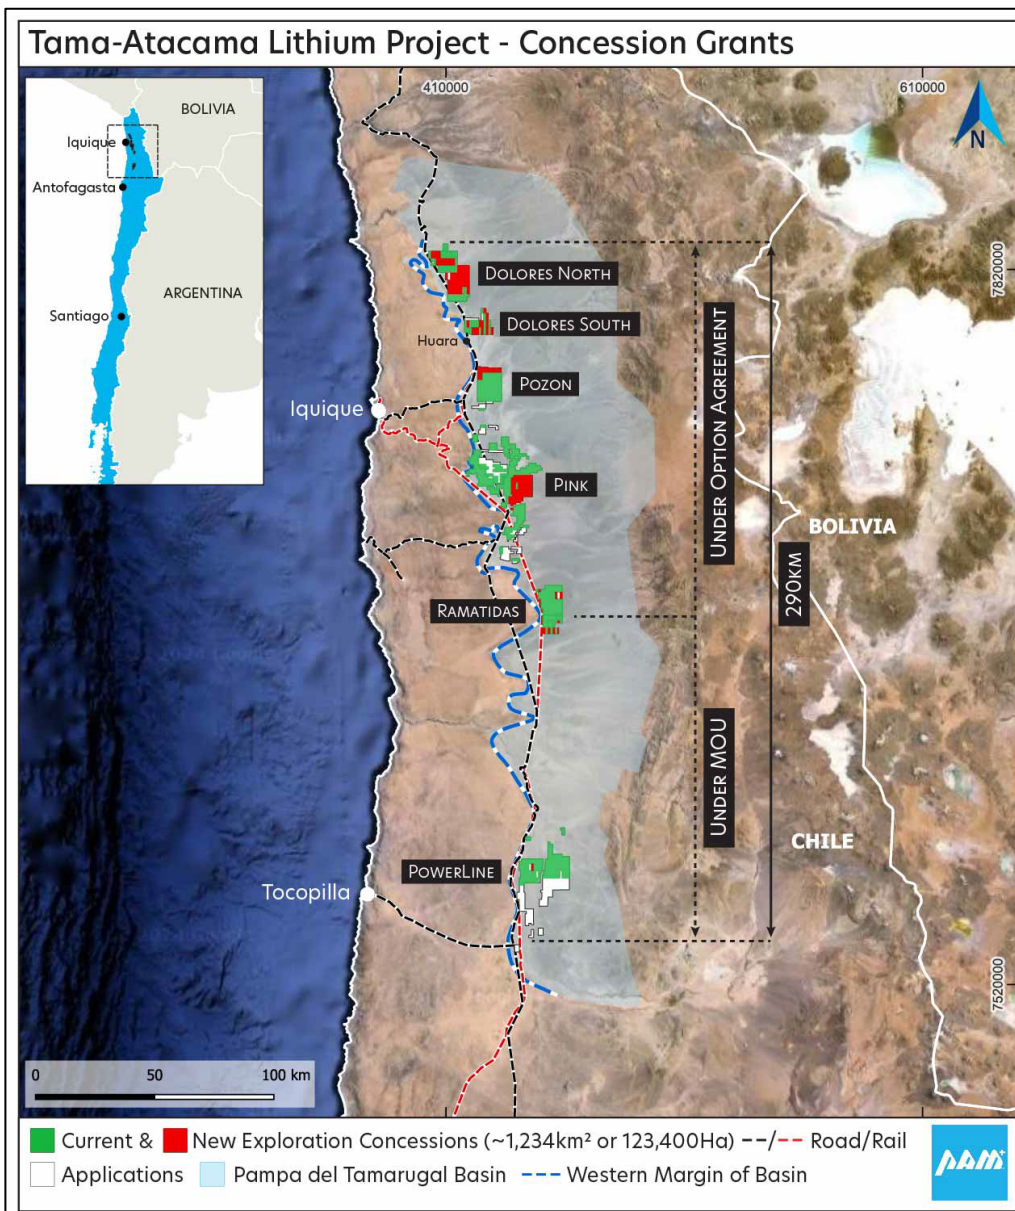 Tama-Atacama Lithium Project - Concession Grants
410000
610000
N
BOLIVIA
Iquique
Antofagasta
ARGENTINA
Santiago
7820000
DOLORES NORTH
DOLORES SOUTH
Huara
POZON
Iquique
UNDER OPTION AGREEMENT
PINK
BOLIVIA
290KM
RAMATIDAS
UNDER MOU
CHILE
POWERLINE
Tocopilla
7520000
0 50 100 km
Current & New Exploration Concessions (~1,234km² or 123,400Ha) Road/Rail
Applications Pampa del Tamarugal Basin Western Margin of Basin
PAM